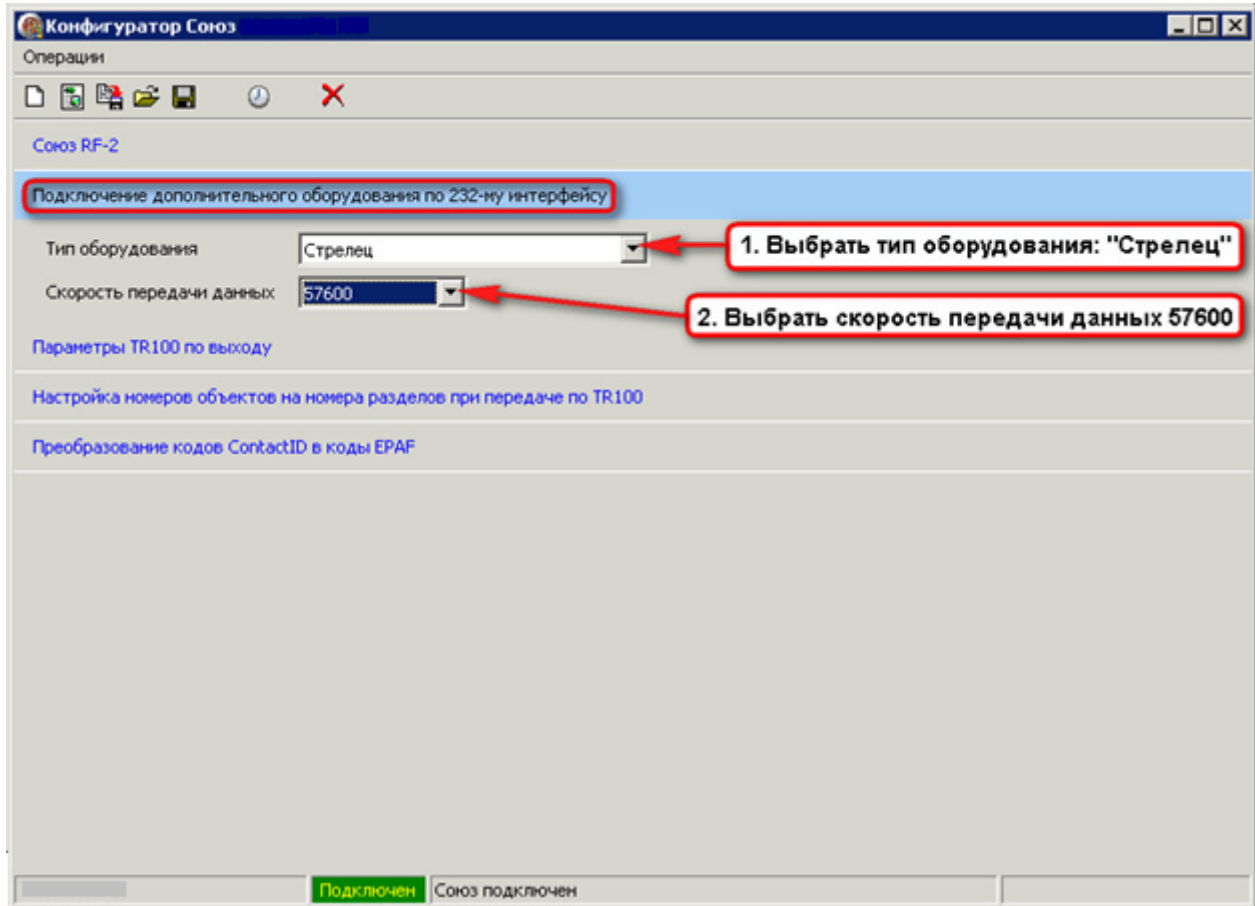 Конфигуратор Союз
Операции
Союз RF-2
Подключение дополнительного оборудования по 232-му интерфейсу
Тип оборудования
Стрелец
1. Выбрать тип оборудования: "Стрелец"
Скорость передачи данных
57600
2. Выбрать скорость передачи данных 57600
Параметры TR100 по выходу
Настройка номеров объектов на номера разделов при передаче по TR100
Преобразование кодов ContactID в коды EPAF
Подключен
Союз подключен